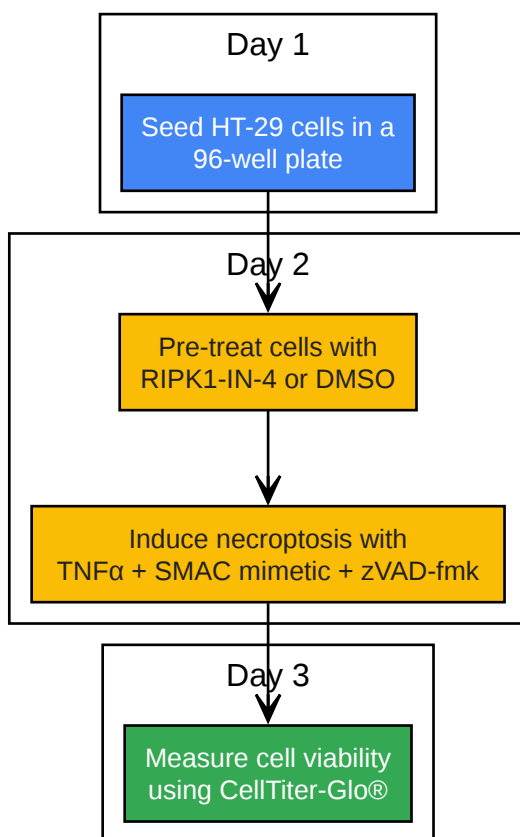 Day 1
Seed HT-29 cells in a
96-well plate
Day 2
Pre-treat cells with
RIPK1-IN-4 or DMSO
Induce necroptosis with
TNFα + SMAC mimetic + zVAD-fmk
Day 3
Measure cell viability
using CellTiter-Glo®